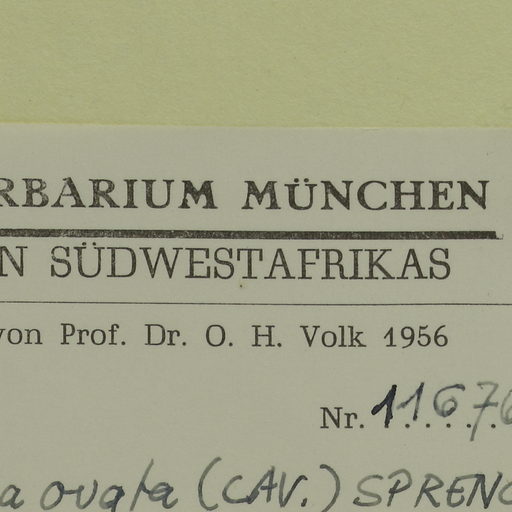 RBARIUM MÜNCHEN
N SÜDWESTAFRIKAS
von Prof. Dr. O. H. Volk 1956
Nr. 11676
a ovata (CAV.) SPRENG